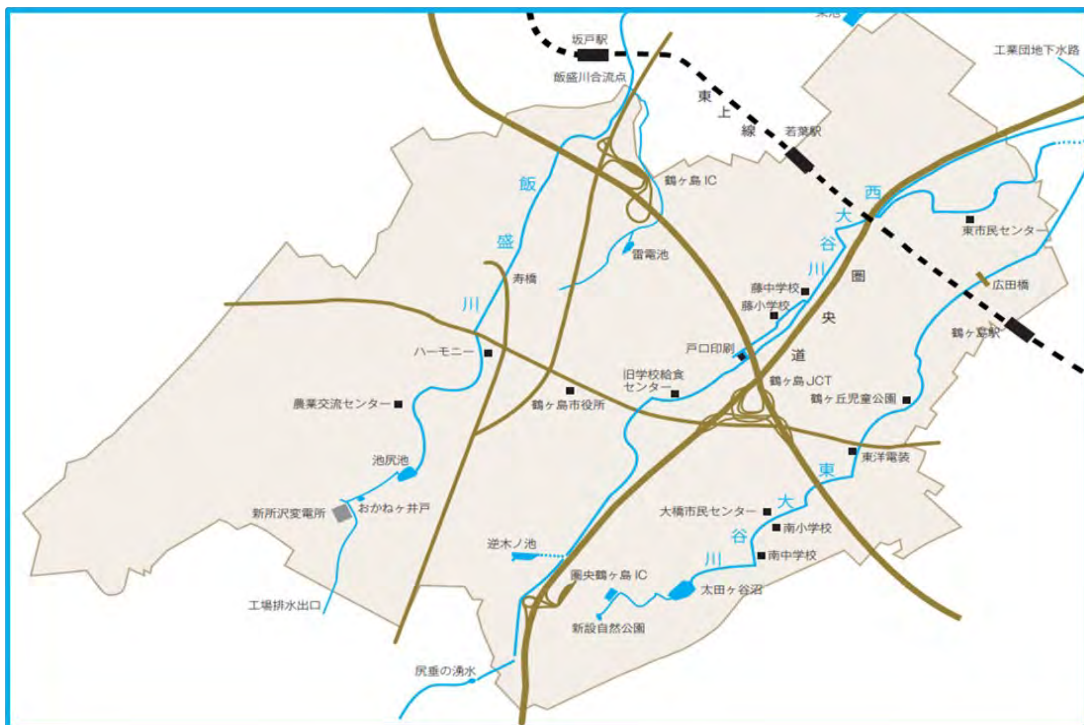 坂戸駅
飯盛川合流点
東上線
工業団地下水路
若葉駅
鶴ヶ島IC
飯盛川
西大谷川
東市民センター
雷電池
寿橋
圏央道
藤中学校
藤小学校
広田橋
鶴ヶ島駅
戸口印刷
ハーモニー
旧学校給食
センター
鶴ヶ島JCT
農業交流センター
鶴ヶ島市役所
鶴ヶ丘児童公園
東洋電装
池尻池
東大谷川
おかねヶ井戸
新所沢変電所
大橋市民センター
南小学校
逆木ノ池
南中学校
圏央鶴ヶ島IC
太田ヶ谷沼
工場排水出口
新設自然公園
尻垂の湧水